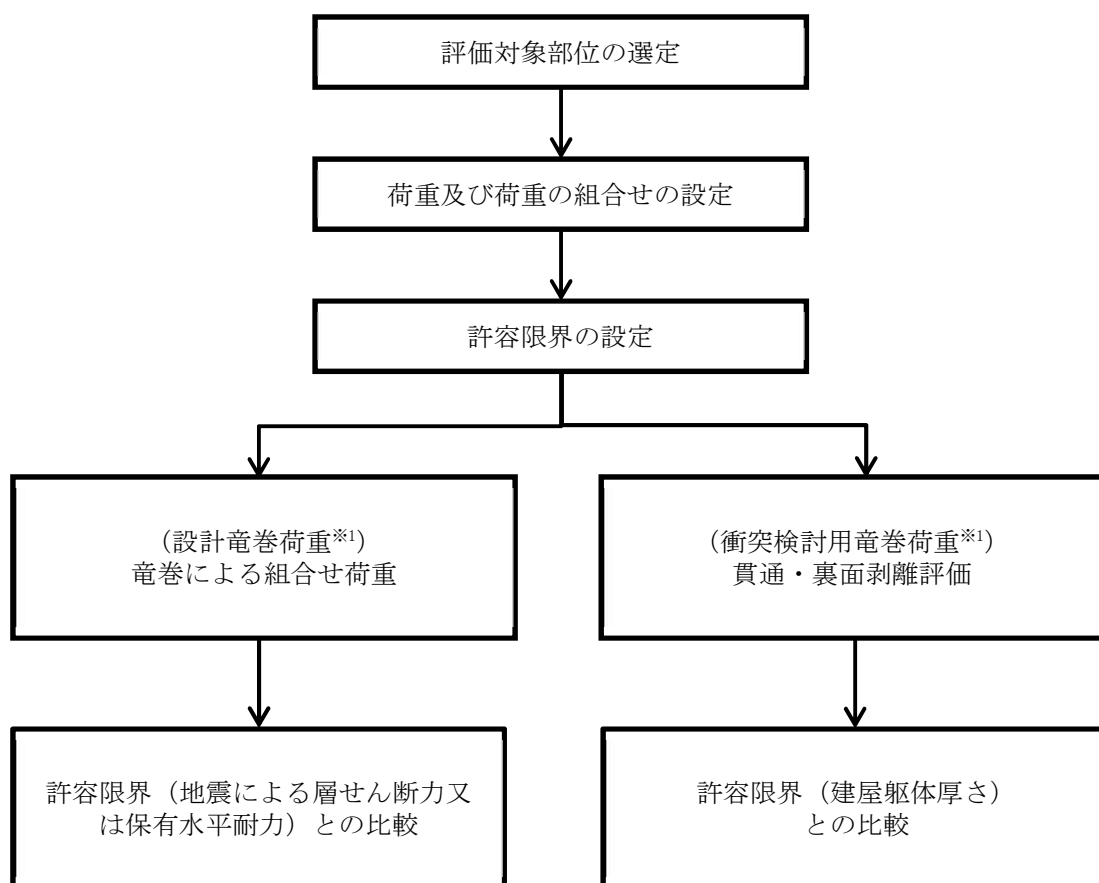 評価対象部位の選定
荷重及び荷重の組合せの設定
許容限界の設定
(設計竜巻荷重※1)
竜巻による組合せ荷重
(衝突検討用竜巻荷重※1)
貫通・裏面剥離評価
許容限界(地震による層せん断力又
は保有水平耐力)との比較
許容限界(建屋躯体厚さ)
との比較